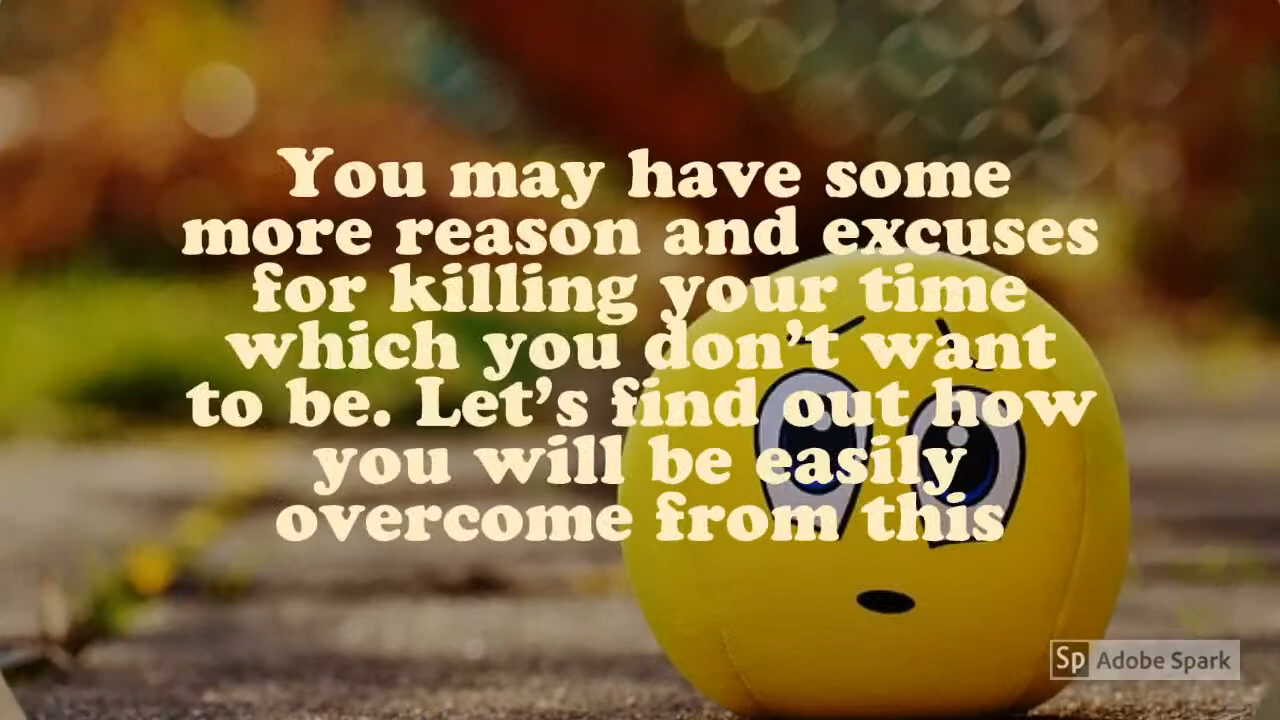 You may have some
more reason and excuses
for killing your time
which you don't want
to be. Let's find out how
you will be easily
overcome from this
Sp Adobe Spark